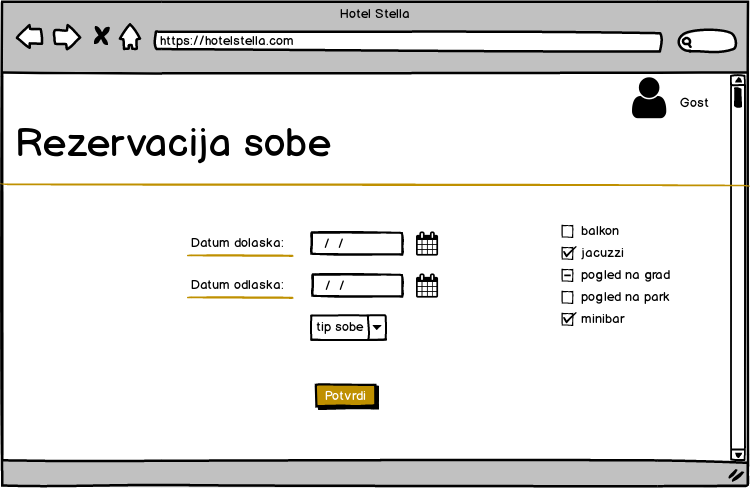 Hotel Stella
https://hotelstella.com
Gost
Rezervacija sobe
Datum dolaska:
/ /
Datum odlaska:
/ /
tip sobe
Potvrdi
balkon
jacuzzi
pogled na grad
pogled na park
minibar